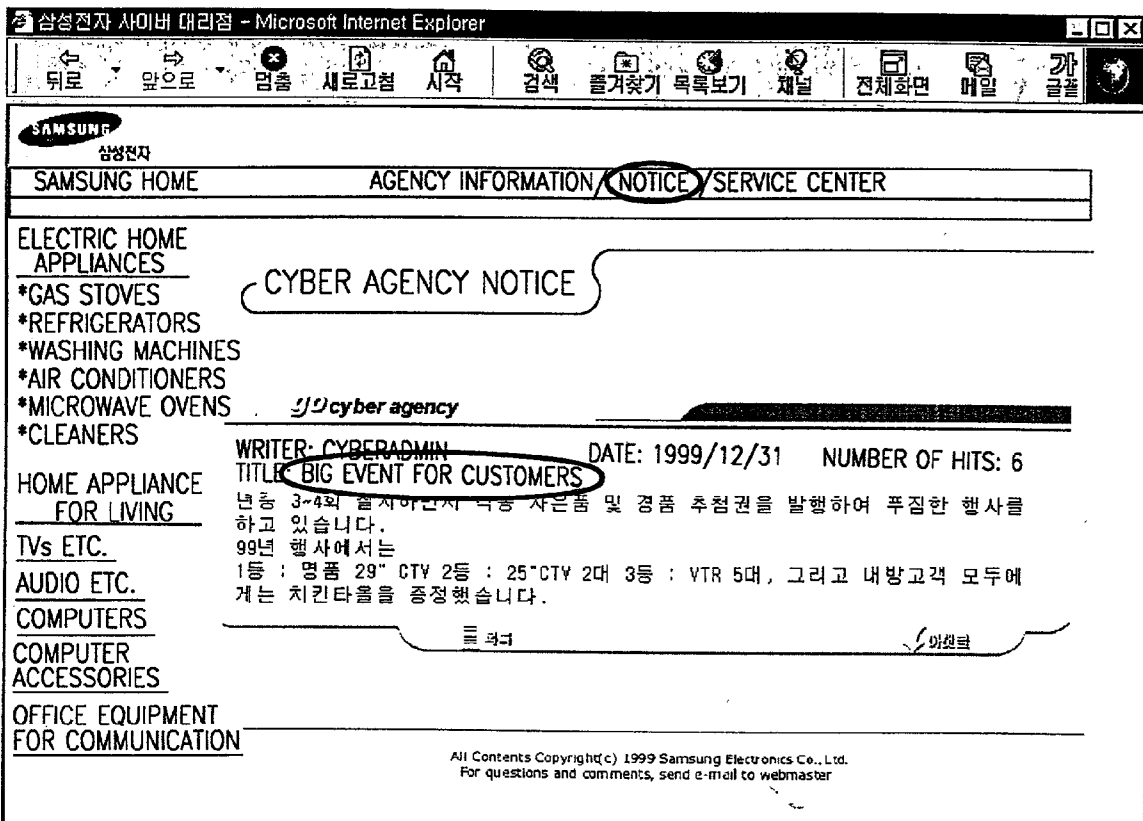 삼성전자 사이버 대리점 - Microsoft Internet Explorer
뒤로 앞으로 멈춤 새로고침 시작 검색 즐겨찾기 목록보기 채널 전체화면 메일 글꼴
SAMSUNG
삼성전자
SAMSUNG HOME AGENCY INFORMATION/NOTICE/SERVICE CENTER
CYBER AGENCY NOTICE
ELECTRIC HOME
APPLIANCES
*GAS STOVES
*REFRIGERATORS
*WASHING MACHINES
*AIR CONDITIONERS
*MICROWAVE OVENS
*CLEANERS
HOME APPLIANCE
FOR LIVING
TVs ETC.
AUDIO ETC.
COMPUTERS
COMPUTER
ACCESSORIES
OFFICE EQUIPMENT
FOR COMMUNICATION
cyber agency
WRITER: CYBERADMIN DATE: 1999/12/31 NUMBER OF HITS: 6
TITLE BIG EVENT FOR CUSTOMERS
3~4회 및 경품 추첨권을 발행하여 푸짐한 행사를
하고 있습니다.
99년 행사에서는
1등 : 명품 29" CTV 2등 : 25"CTV 2대 3등 : VTR 5대, 그리고 내방고객 모두에
게는 치킨타올을 증정했습니다.
All Contents Copyright(c) 1999 Samsung Electronics Co., Ltd.
For questions and comments, send e-mail to webmaster